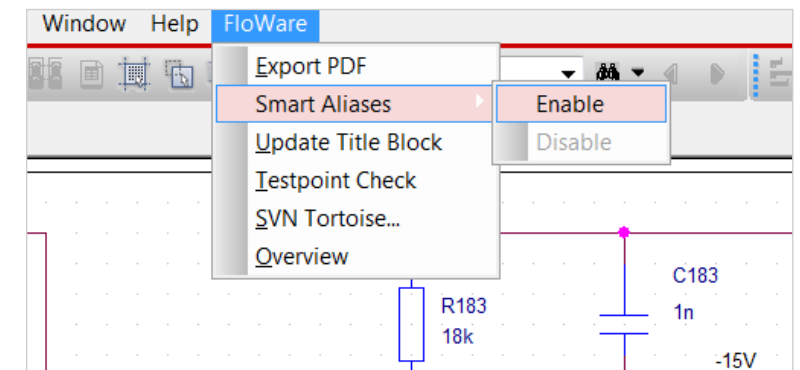 Window Help FloWare
Export PDF
Smart Aliases
Enable
Update Title Block
Disable
Testpoint Check
SVN Tortoise...
Overview
R183
18k
C183
1n
-15V